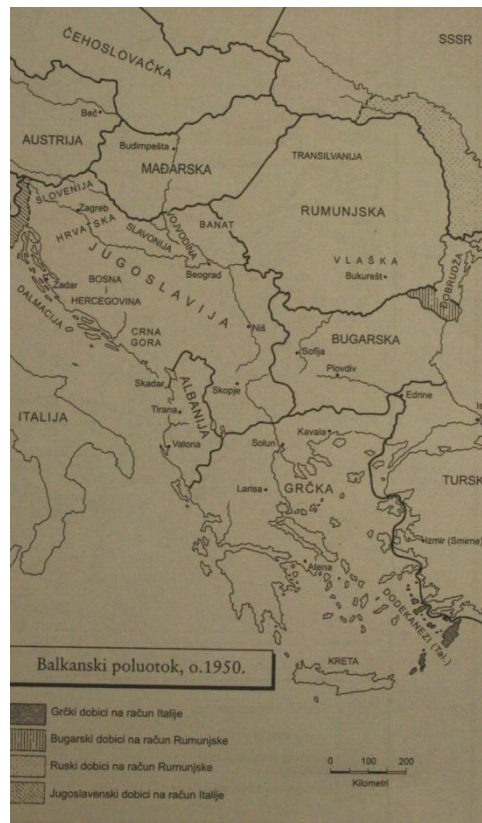 ČEHOSLOVAČKA
SSSR
Beč
AUSTRIJA
Budimpešta
MAĐARSKA
TRANSILVANIJA
RUMUNJSKA
SLOVENIJA
Zagreb
HRVATSKA
SLAVONIJA
VOJVODINA
BANAT
JUGOSLAVIJA
Beograd
VLAŠKA
Bukurešt
DOBRUDŽA
Zadar
BOSNA
I
HERCEGOVINA
DALMACIJA
CRNA
GORA
Niš
BUGARSKA
Sofija
Plovdiv
Skadar
Skopje
Edrine
ALBANIJA
ITALIJA
Tirana
Kavala
Valona
Solun
Larisa
GRČKA
TURSK
Izmir (Smirne)
Atena
DODEKANEZI (Tal.)
KRETA
Balkanski poluotok, o.1950.
Grčki dobici na račun Italije
Bugarski dobici na račun Rumunjske
Ruski dobici na račun Rumunjske
Jugoslavenski dobici na račun Italije
0 100 200
Kilometri